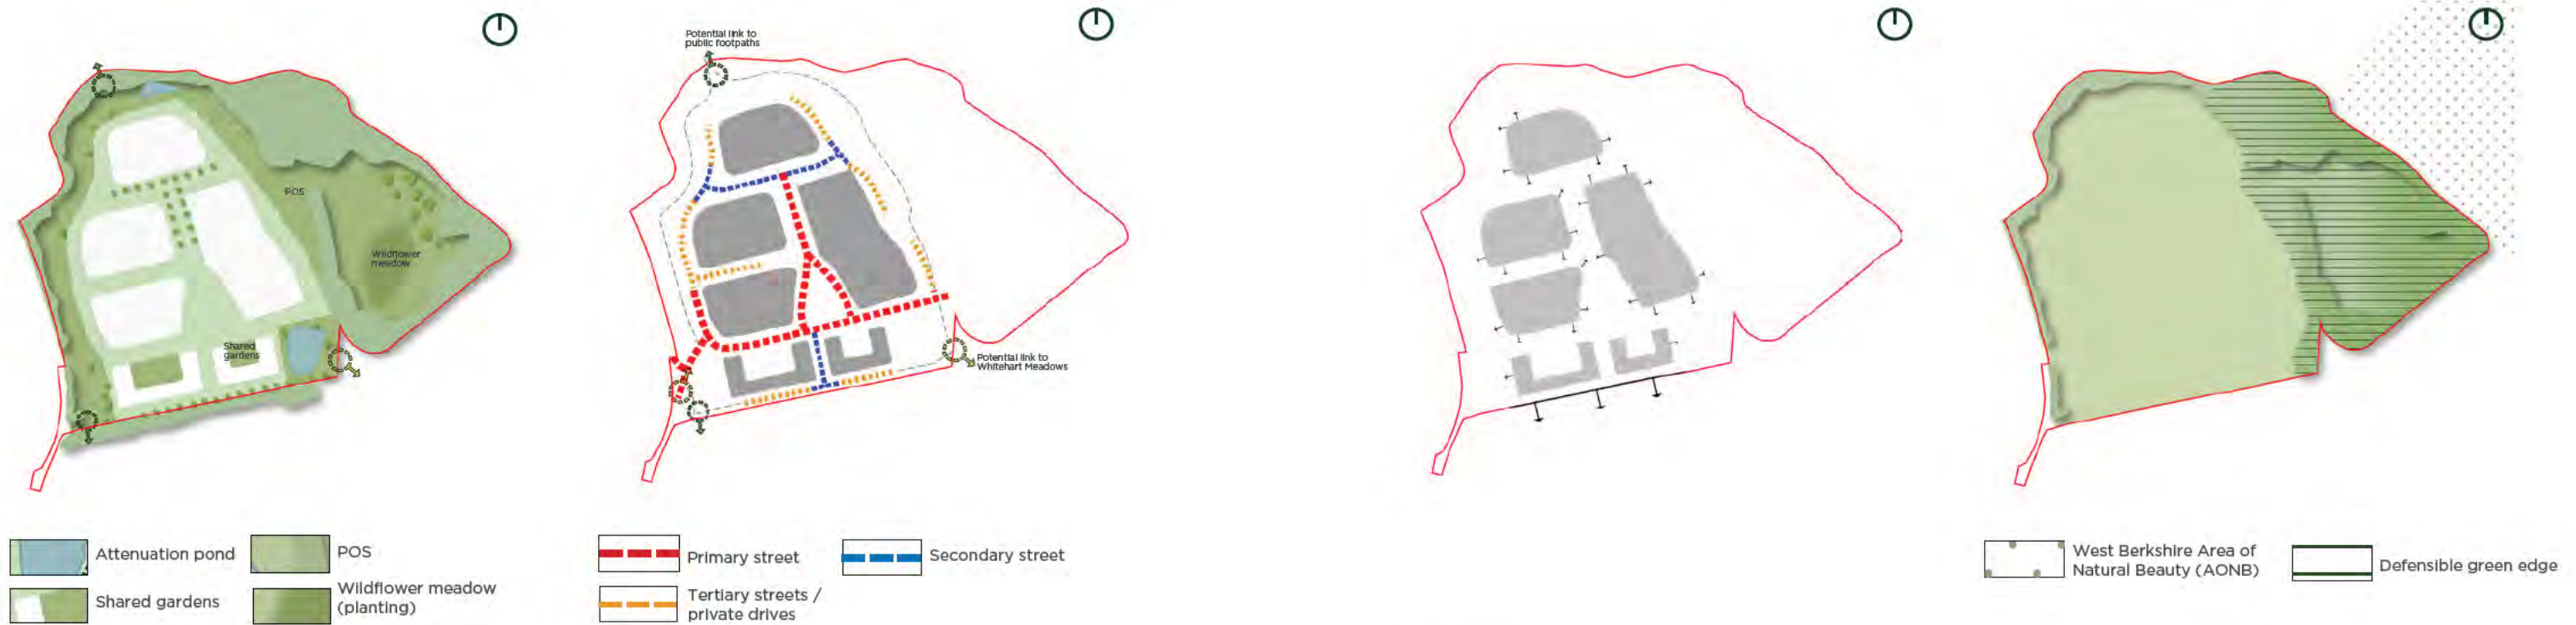 POS
Wildflower
meadow
Shared
gardens
Attenuation pond
POS
Shared gardens
Wildflower meadow
(planting)
Potential link to
public footpaths
Potential link to
Whitehart Meadows
Primary street
Secondary street
Tertiary streets /
private drives
West Berkshire Area of
Natural Beauty (AONB)
Defensible green edge